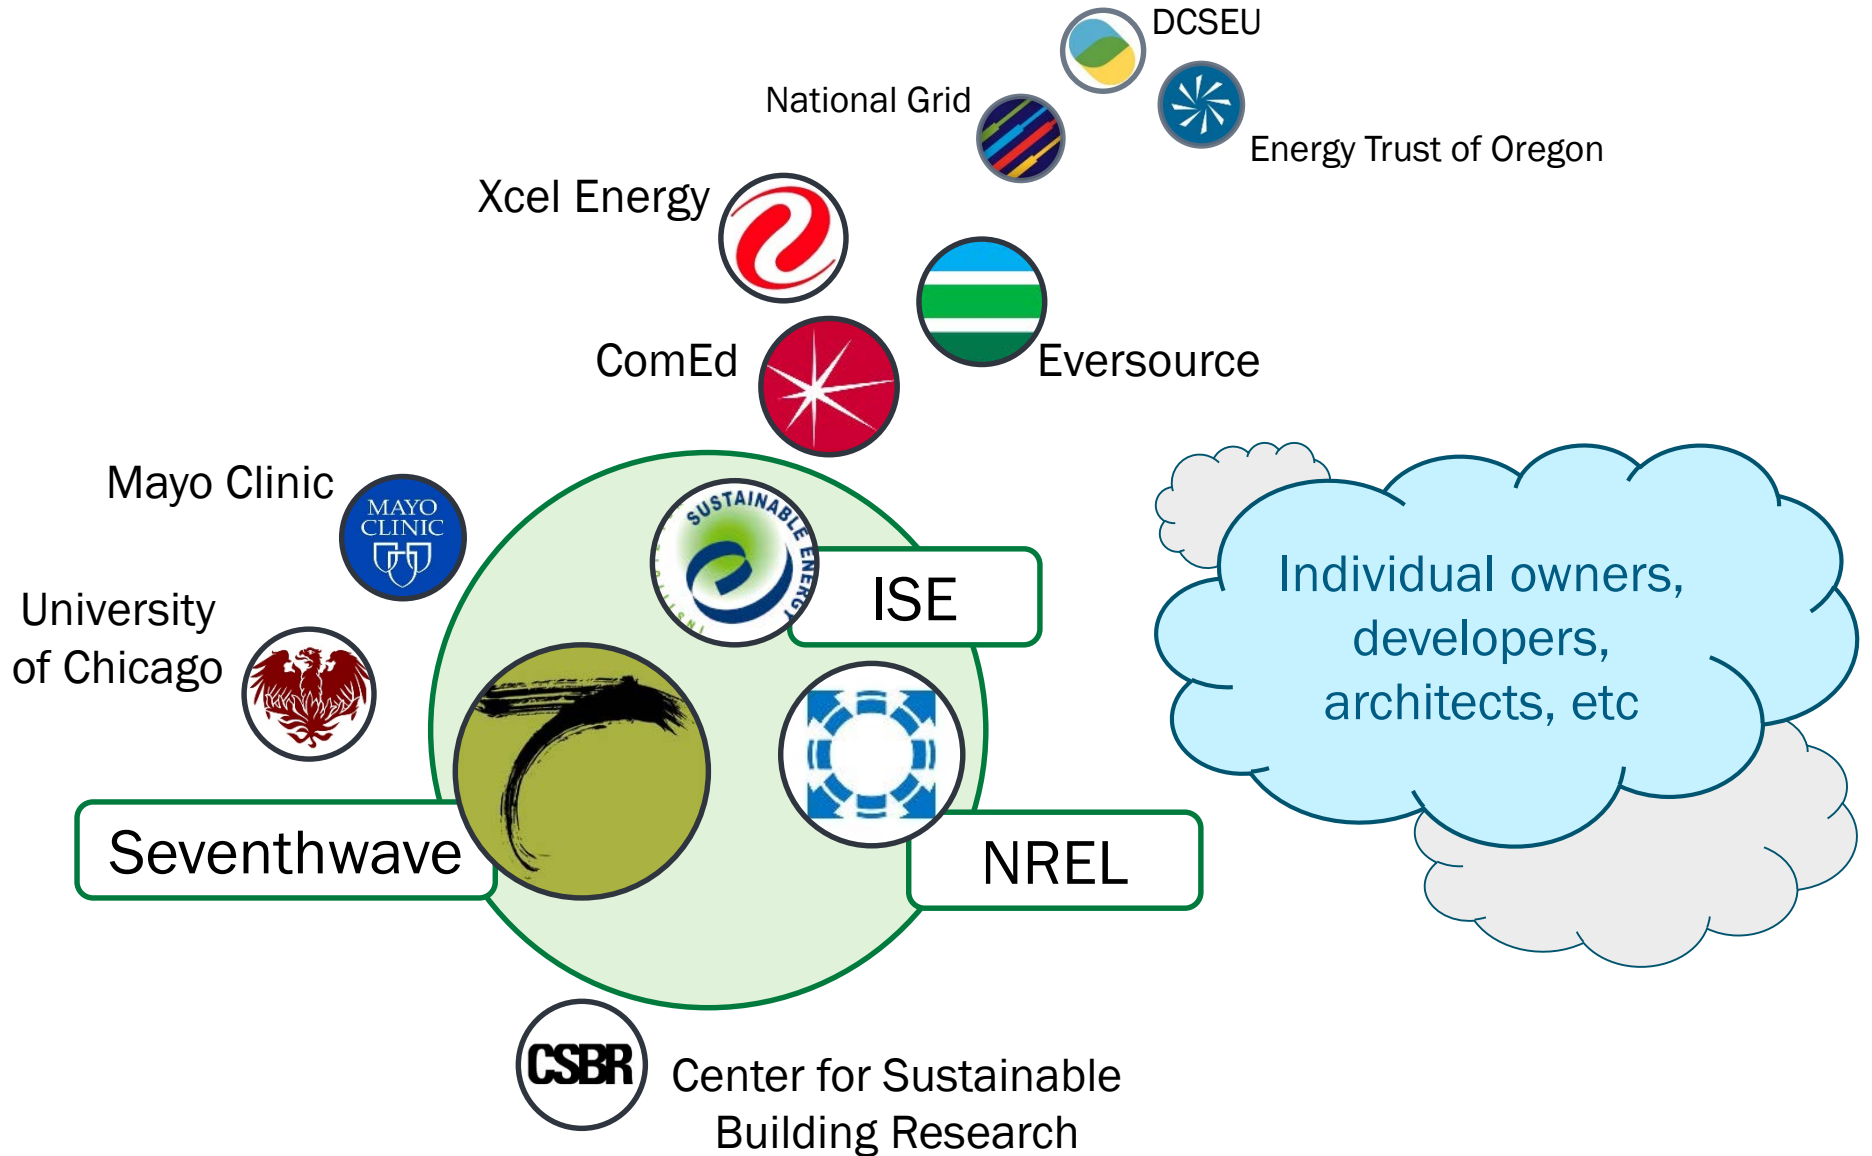 DCSEU
National Grid
Energy Trust of Oregon
Xcel Energy
ComEd
Eversource
Mayo Clinic
MAYO
CLINIC
SUSTAINABLE ENERGY
INSTITUTE
ISE
University
of Chicago
Individual owners,
developers,
architects, etc
Seventhwave
NREL
CSBR
Center for Sustainable
Building Research